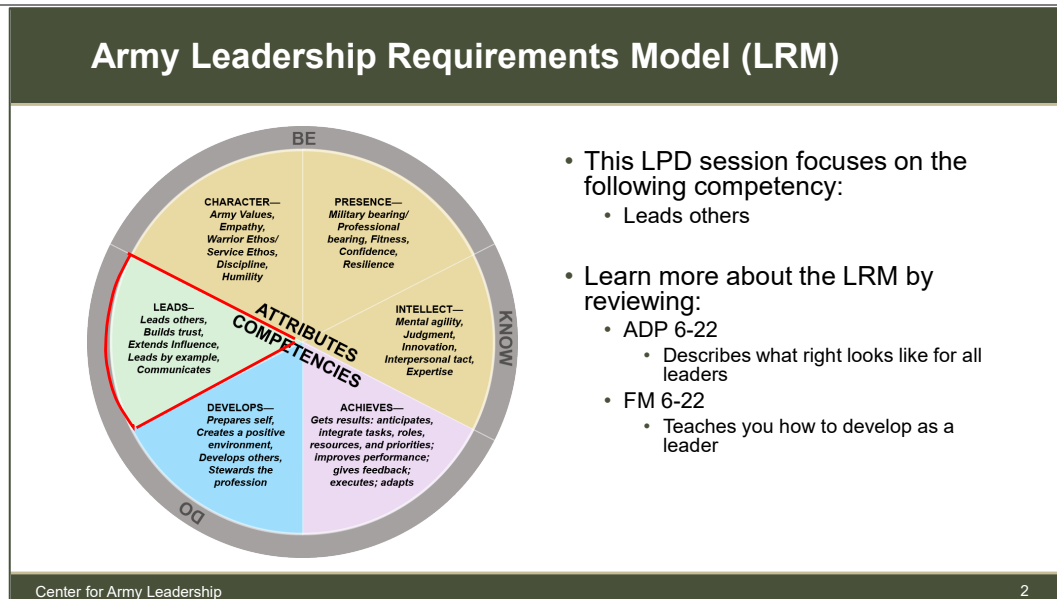 Army Leadership Requirements Model (LRM)
BE
CHARACTER—
Army Values,
Empathy,
Warrior Ethos/
Service Ethos,
Discipline,
Humility
PRESENCE—
Military bearing/
Professional
bearing, Fitness,
Confidence,
Resilience
LEADS–
Leads others,
Builds trust,
Extends Influence,
Leads by example,
Communicates
ATTRIBUTES
COMPETENCIES
INTELLECT—
Mental agility,
Judgment,
Innovation,
Interpersonal tact,
Expertise
KNOW
DEVELOPS—
Prepares self,
Creates a positive
environment,
Develops others,
Stewards the
profession
ACHIEVES—
Gets results: anticipates,
integrate tasks, roles,
resources, and priorities;
improves performance;
gives feedback;
executes; adapts
DO
• This LPD session focuses on the
following competency:
• Leads others
• Learn more about the LRM by
reviewing:
• ADP 6-22
• Describes what right looks like for all
leaders
• FM 6-22
• Teaches you how to develop as a
leader
Center for Army Leadership
2